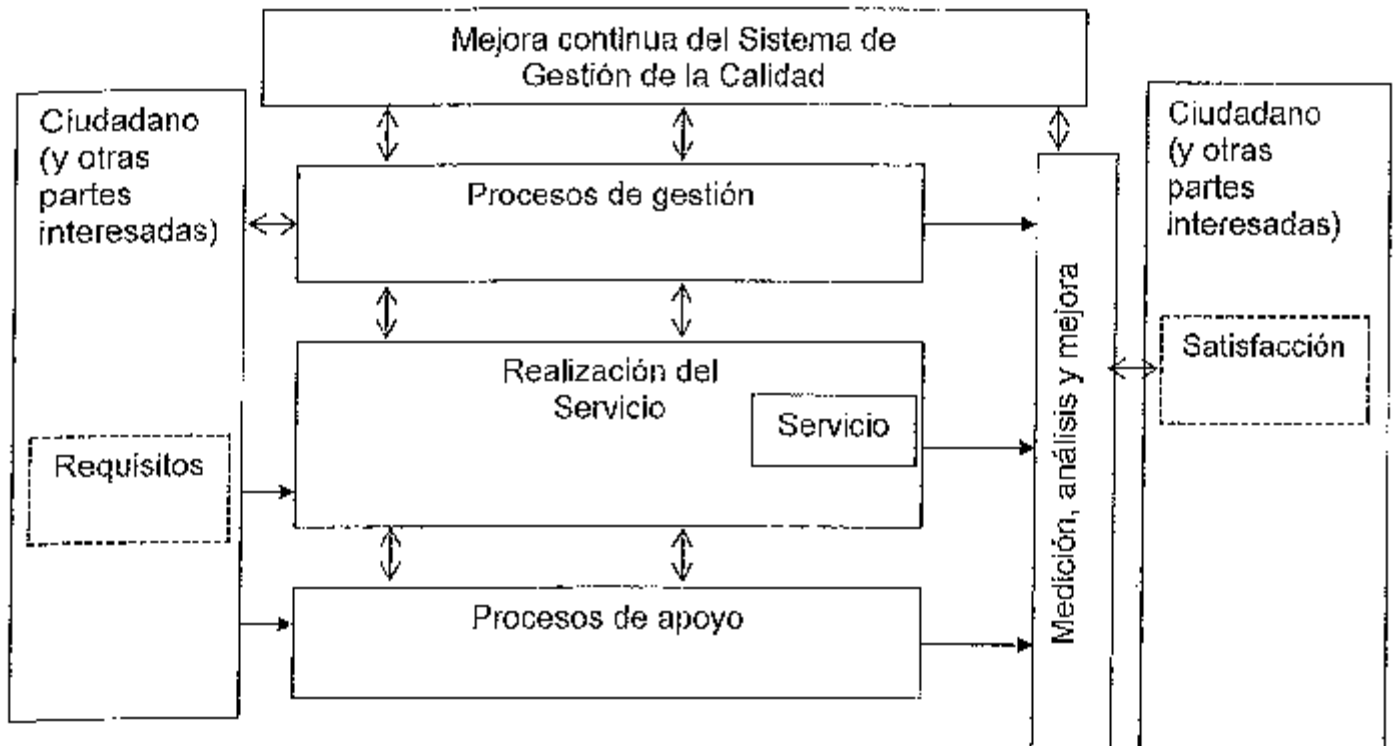 Mejora continua del Sistema de
Gestión de la Calidad
Ciudadano
(y otras
partes
interesadas)
Requisitos
Procesos de gestión
Realización del
Servicio
Servicio
Procesos de apoyo
Medición, análisis y mejora
Ciudadano
(y otras
partes
interesadas)
Satisfacción